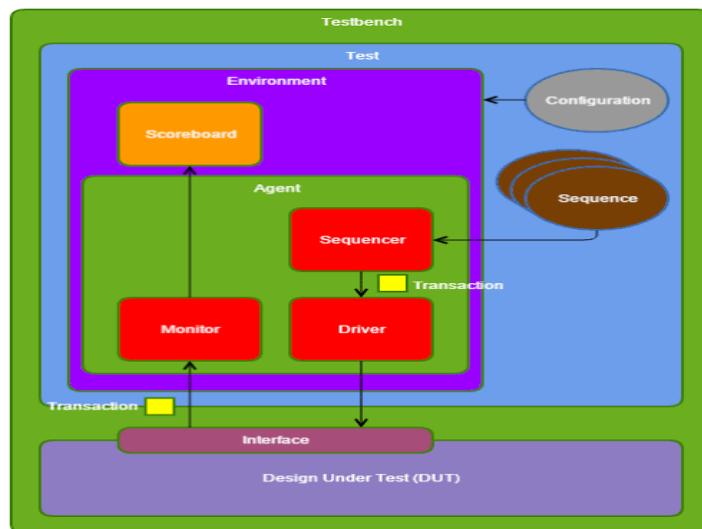 Testbench
Test
Environment
Configuration
Scoreboard
Agent
Sequence
Sequencer
Transaction
Monitor
Driver
Transaction
Interface
Design Under Test (DUT)